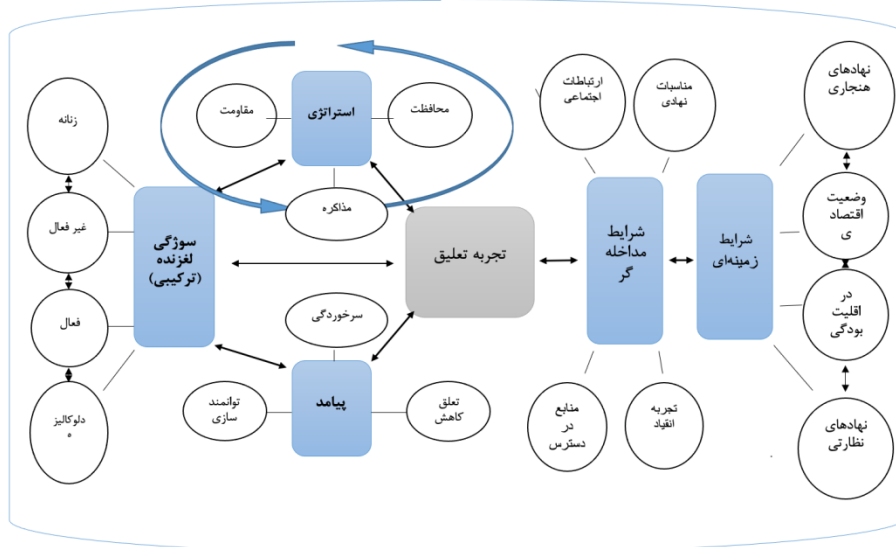 نهادهای
هنجاری
وضعیت
اقتصاد
ی
در
اقلیت
بودگی
نهادهای
نظارتی
شرایط
زمینه‌ای
مناسبات
نهادی
ارتباطات
اجتماعی
شرایط
مداخله
گر
تجربه
انقیاد
منابع
در
دسترس
تجربه تعلیق
محافظت
استراتژی
مقاومت
مذاکره
سرخوردگی
پیامد
تعلق
کاهش
توانمند
سازی
سوژگی
لغزنده
(ترکیبی)
زنانه
غیر فعال
فعال
دلوکالیز
ه